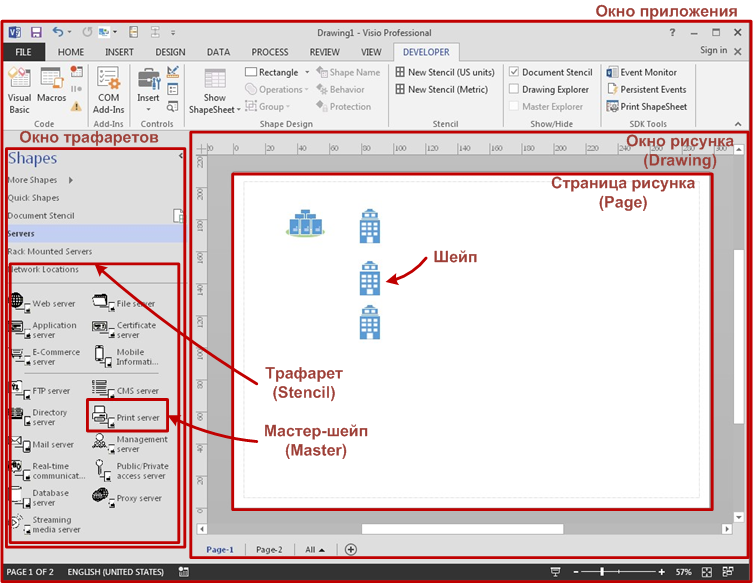 Окно приложения
Drawing1 - Visio Professional
Sign in
FILE HOME INSERT DESIGN DATA PROCESS REVIEW VIEW DEVELOPER
Visual Basic
Macros
COM Add-Ins
Insert
Show ShapeSheet
Rectangle
Operations
Group
Shape Name
Behavior
Protection
New Stencil (US units)
New Stencil (Metric)
Document Stencil
Drawing Explorer
Master Explorer
Event Monitor
Persistent Events
Print ShapeSheet
Code
Add-Ins
Controls
Shape Design
Stencil
Show/Hide
SDK Tools
Окно трафаретов
Окно рисунка
(Drawing)
Страница рисунка
(Page)
Shapes
More Shapes
Quick Shapes
Document Stencil
Servers
Rack Mounted Servers
Network Locations
Web server
File server
Application server
Certificate server
E-Commerce server
Mobile Informati...
FTP server
CMS server
Directory server
Print server
Mail server
Management server
Real-time communicat...
Public/Private access server
Database server
Proxy server
Streaming media server
Шейп
Трафарет
(Stencil)
Мастер-шейп
(Master)
Page-1 Page-2 All
PAGE 1 OF 2 ENGLISH (UNITED STATES) 57%